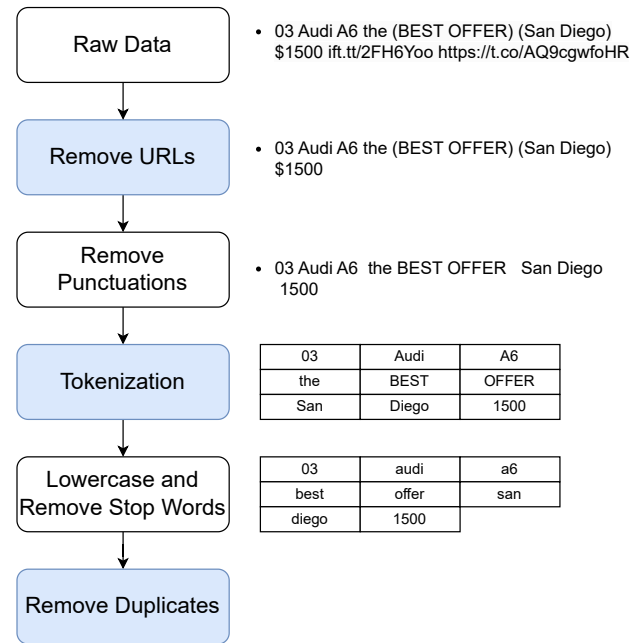 Raw Data
• 03 Audi A6 the (BEST OFFER) (San Diego)
$1500 ift.tt/2FH6Yoo https://t.co/AQ9cgwfoHR
Remove URLs
• 03 Audi A6 the (BEST OFFER) (San Diego)
$1500
Remove
Punctuations
• 03 Audi A6  the BEST OFFER   San Diego
1500
Tokenization
03 Audi A6
the BEST OFFER
San Diego 1500
Lowercase and
Remove Stop Words
03 audi a6
best offer san
diego 1500
Remove Duplicates